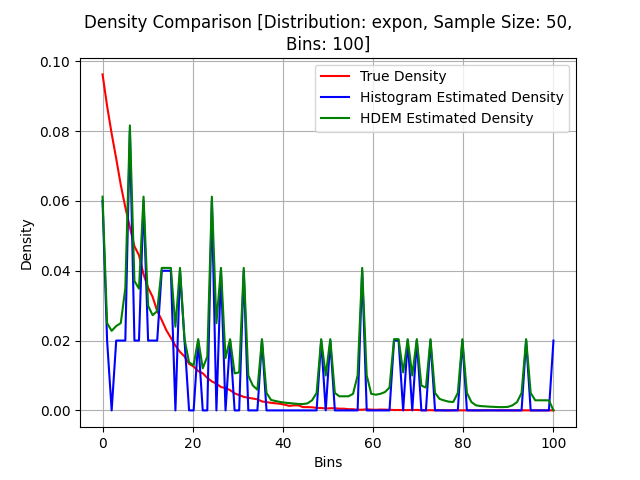 Density Comparison [Distribution: expon, Sample Size: 50,
Bins: 100]
True Density
Histogram Estimated Density
HDEM Estimated Density
Density
0.10
0.08
0.06
0.04
0.02
0.00
0 20 40 60 80 100
Bins